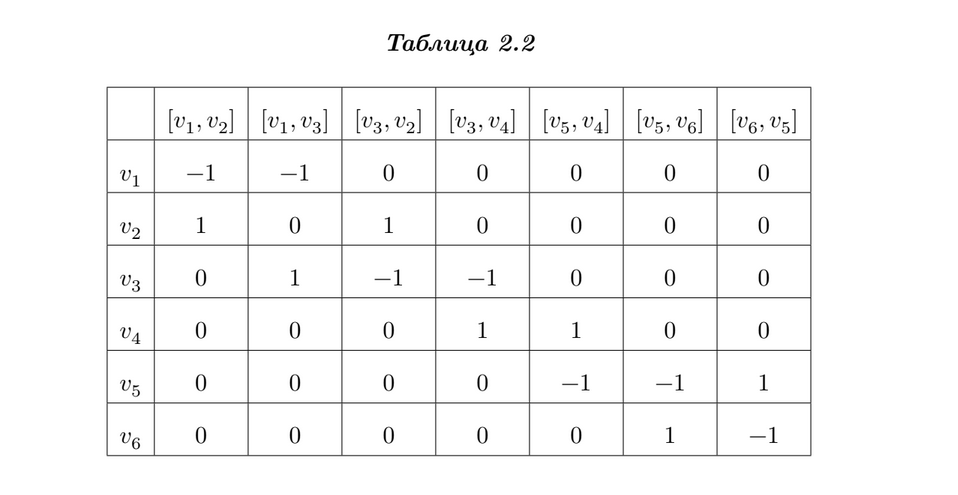 Таблица 2.2
[v₁, v₂] [v₁, v₃] [v₃, v₂] [v₃, v₄] [v₅, v₄] [v₅, v₆] [v₆, v₅]
v₁ −1 −1 0 0 0 0 0
v₂ 1 0 1 0 0 0 0
v₃ 0 1 −1 −1 0 0 0
v₄ 0 0 0 1 1 0 0
v₅ 0 0 0 0 −1 −1 1
v₆ 0 0 0 0 0 1 −1